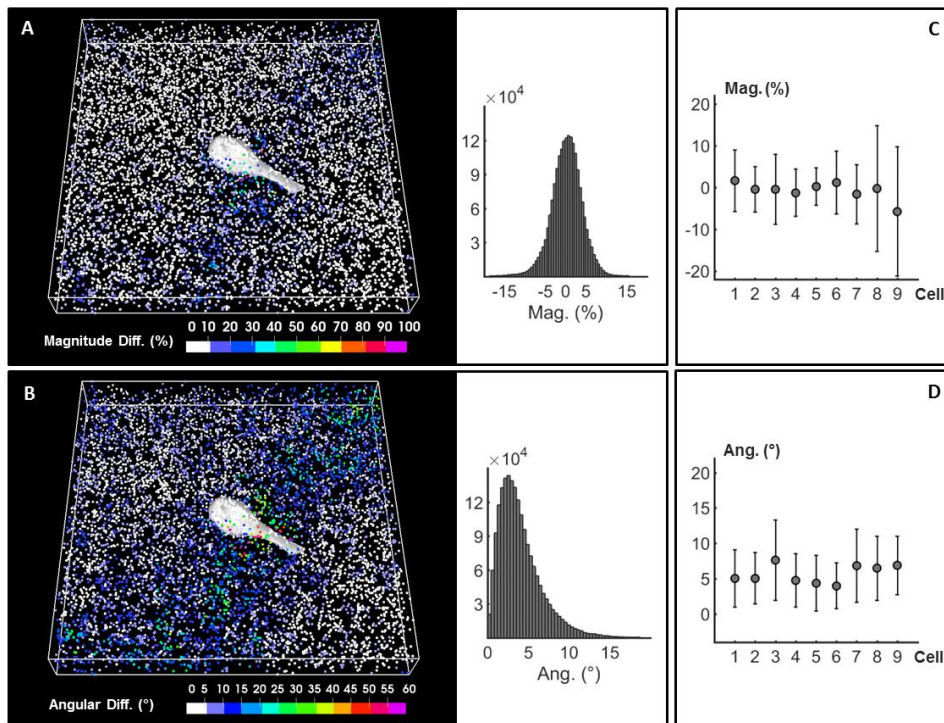 A
Magnitude Diff. (%)
0 10 20 30 40 50 60 70 80 90 100
×10⁴
12
9
6
3
-15 -5 0 5 15
Mag. (%)
C
Mag. (%)
20
10
0
-10
-20
1 2 3 4 5 6 7 8 9 Cell
B
Angular Diff. (°)
0 5 10 15 20 25 30 35 40 45 50 55 60
×10⁴
12
9
6
3
0 5 10 15
Ang. (°)
D
Ang. (°)
20
15
10
5
0
1 2 3 4 5 6 7 8 9 Cell